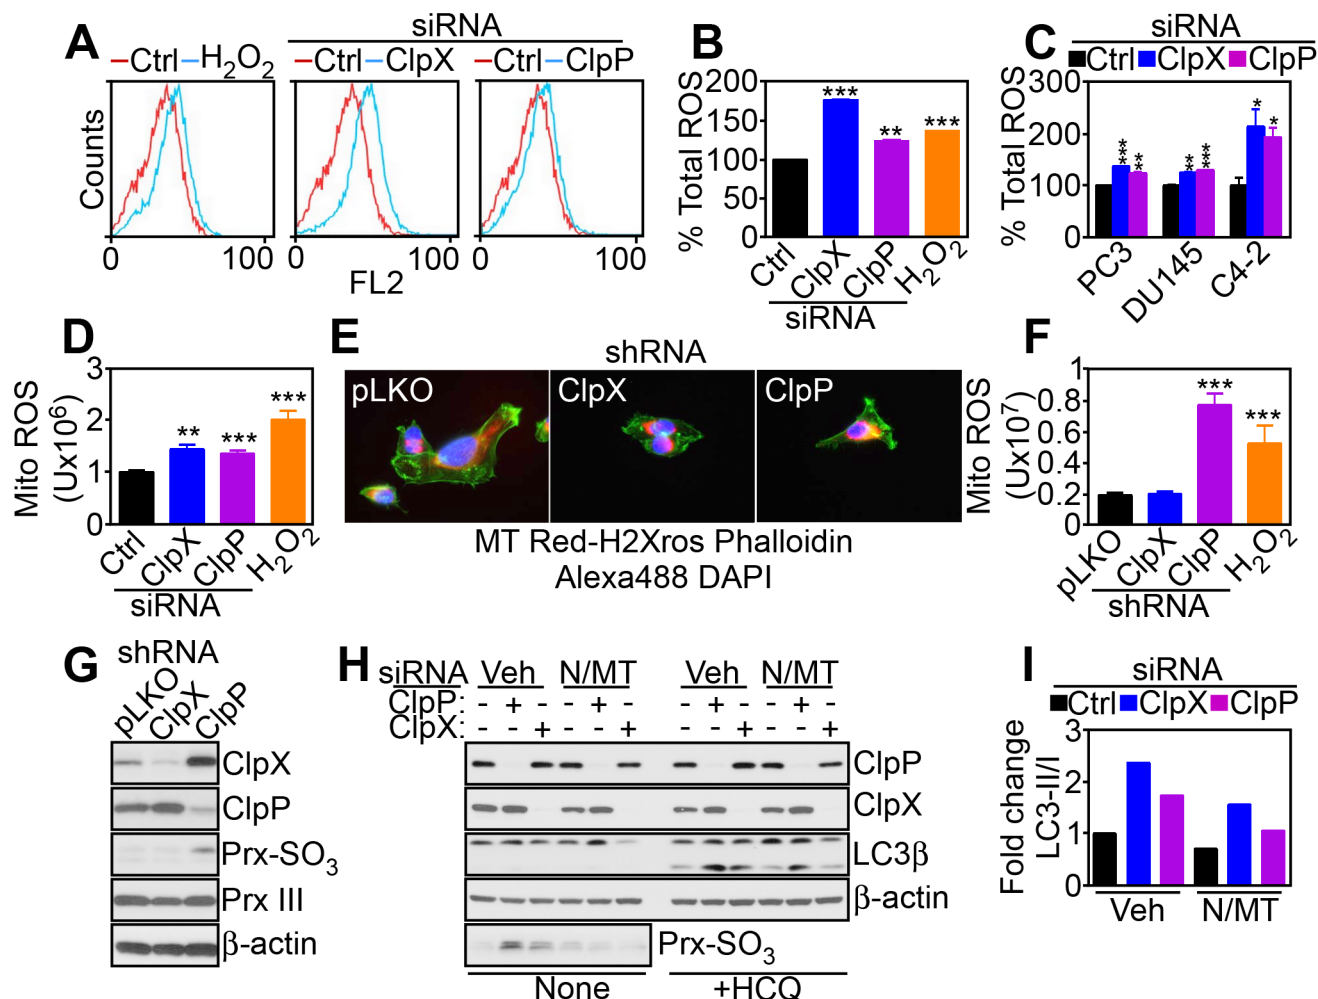 A
siRNA
Ctrl H2O2 Ctrl ClpX Ctrl ClpP
Counts
0 100 0 100 0 100
FL2
B
% Total ROS
200
150
100
50
0
*** ** ***
Ctrl ClpX ClpP H2O2
siRNA
C
siRNA
Ctrl ClpX ClpP
% Total ROS
300
200
100
0
*** ** ** *** * *
PC3 DU145 C4-2
D
Mito ROS
(Ux10^6)
3
2
1
0
** *** ***
Ctrl ClpX ClpP H2O2
siRNA
E
shRNA
pLKO ClpX ClpP
MT Red-H2Xros Phalloidin
Alexa488 DAPI
F
Mito ROS
(Ux10^7)
1
0.8
0.6
0.4
0.2
0
*** ***
pLKO ClpX ClpP H2O2
shRNA
G
shRNA
pLKO ClpX ClpP
ClpX
ClpP
Prx-SO3
Prx III
β-actin
H
siRNA Veh N/MT Veh N/MT
ClpP: - + - - + - - + - - + -
ClpX: - - + - - + - - + - - +
ClpP
ClpX
LC3β
β-actin
Prx-SO3
None +HCQ
I
siRNA
Ctrl ClpX ClpP
Fold change
LC3-II/I
3
2
1
0
Veh N/MT